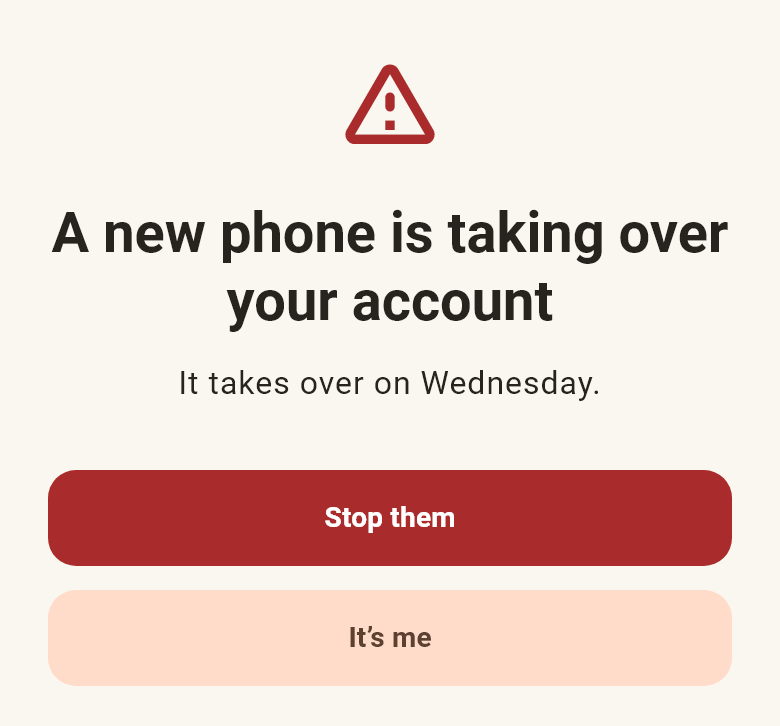 A new phone is taking over
your account
It takes over on Wednesday.
Stop them
It’s me